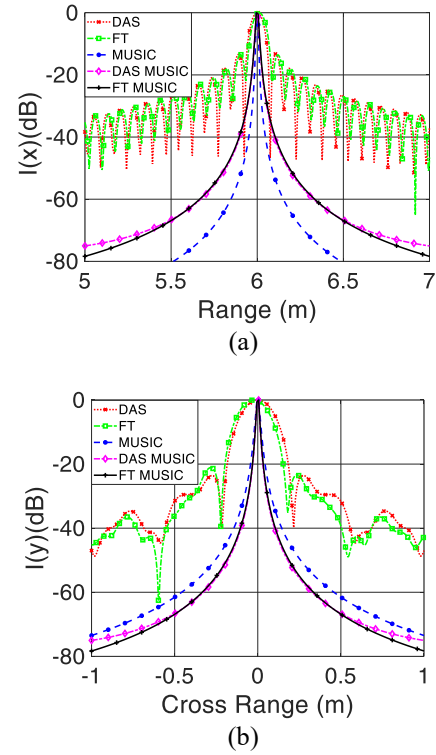 0
-20
-40
-60
-80
I(x)(dB)
DAS
FT
MUSIC
DAS MUSIC
FT MUSIC
5
5.5
6
6.5
7
Range (m)
(a)
0
-20
-40
-60
-80
I(y)(dB)
DAS
FT
MUSIC
DAS MUSIC
FT MUSIC
-1
-0.5
0
0.5
1
Cross Range (m)
(b)